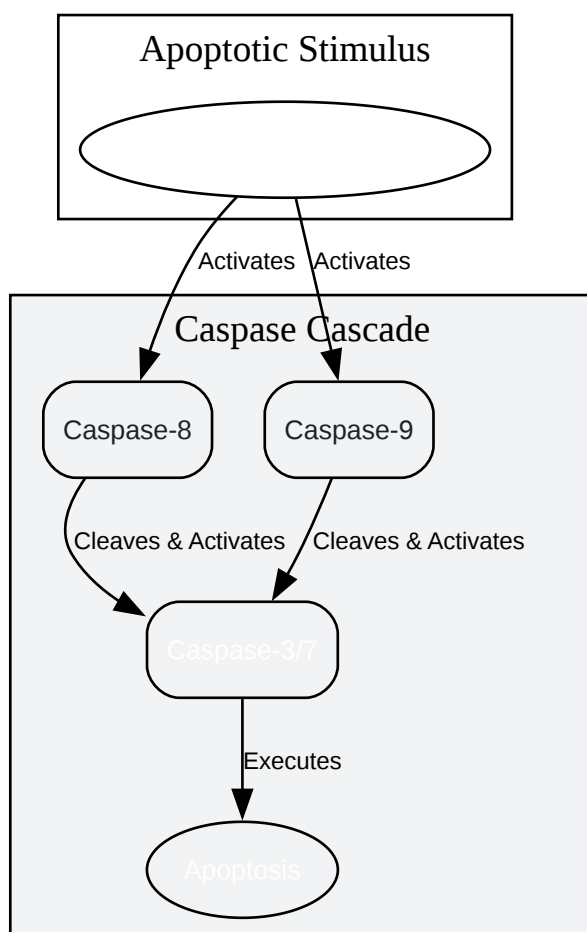 Apoptotic Stimulus
Activates Activates
Caspase Cascade
Caspase-8 Caspase-9
Cleaves & Activates Cleaves & Activates
Caspase-3/7
Executes
Apoptosis